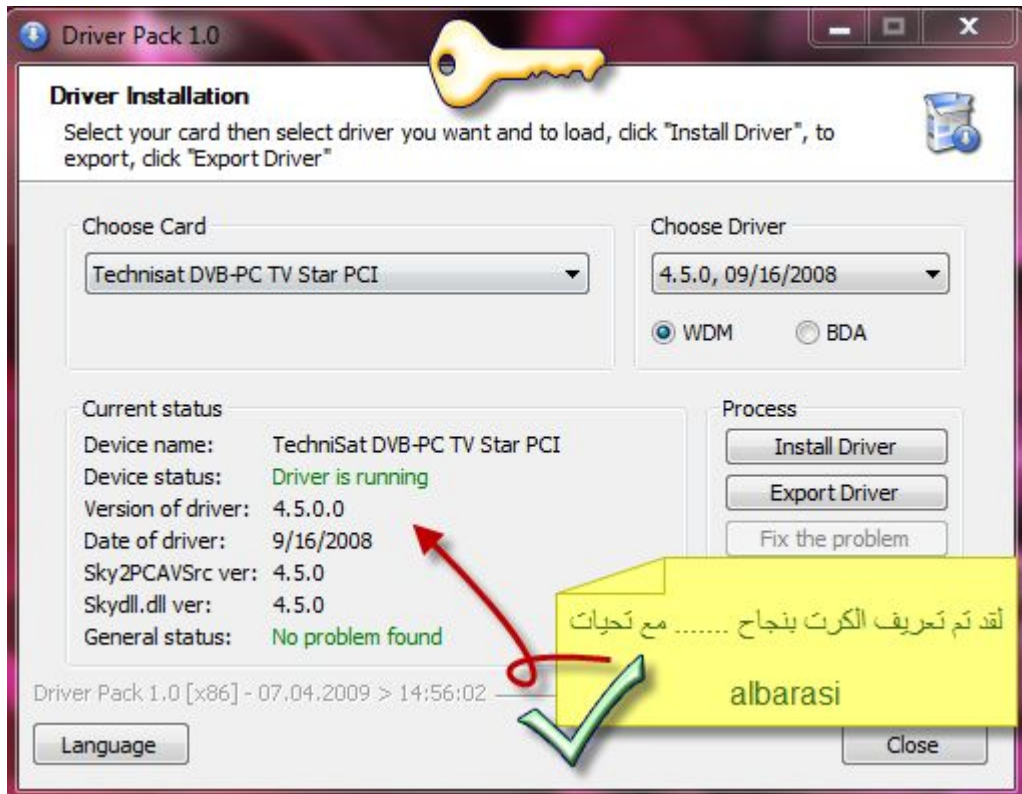 Driver Pack 1.0
Driver Installation
Select your card then select driver you want and to load, click "Install Driver", to
export, click "Export Driver"
Choose Card
Technisat DVB-PC TV Star PCI
Choose Driver
4.5.0, 09/16/2008
WDM BDA
Current status
Device name: TechniSat DVB-PC TV Star PCI
Device status: Driver is running
Version of driver: 4.5.0.0
Date of driver: 9/16/2008
Sky2PCAVSrc ver: 4.5.0
Skydll.dll ver: 4.5.0
General status: No problem found
Process
Install Driver
Export Driver
Fix the problem
لقد تم تعريف الكرت بنجاح ....... مع تحيات
albarasi
Driver Pack 1.0 [x86] - 07.04.2009 > 14:56:02
Language
Close